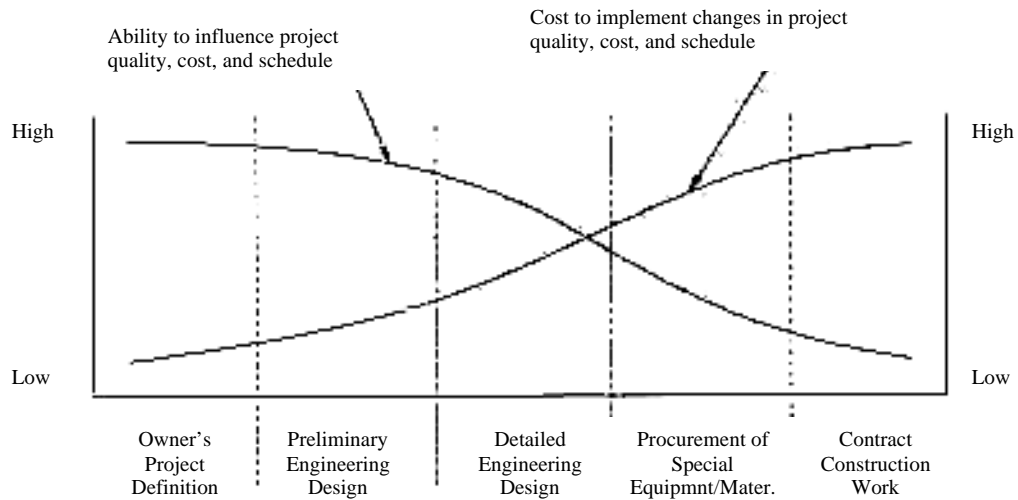 Ability to influence project
quality, cost, and schedule
Cost to implement changes in project
quality, cost, and schedule
High
High
Low
Low
Owner's
Project
Definition
Preliminary
Engineering
Design
Detailed
Engineering
Design
Procurement of
Special
Equipmnt/Mater.
Contract
Construction
Work